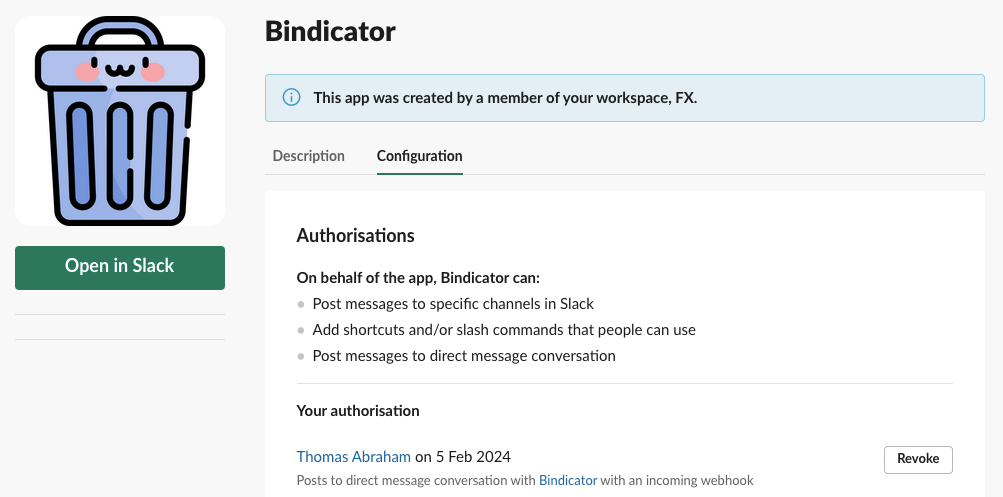 Bindicator
This app was created by a member of your workspace, FX.
Description
Configuration
Open in Slack
Authorisations
On behalf of the app, Bindicator can:
Post messages to specific channels in Slack
Add shortcuts and/or slash commands that people can use
Post messages to direct message conversation
Your authorisation
Thomas Abraham on 5 Feb 2024
Revoke
Posts to direct message conversation with Bindicator with an incoming webhook